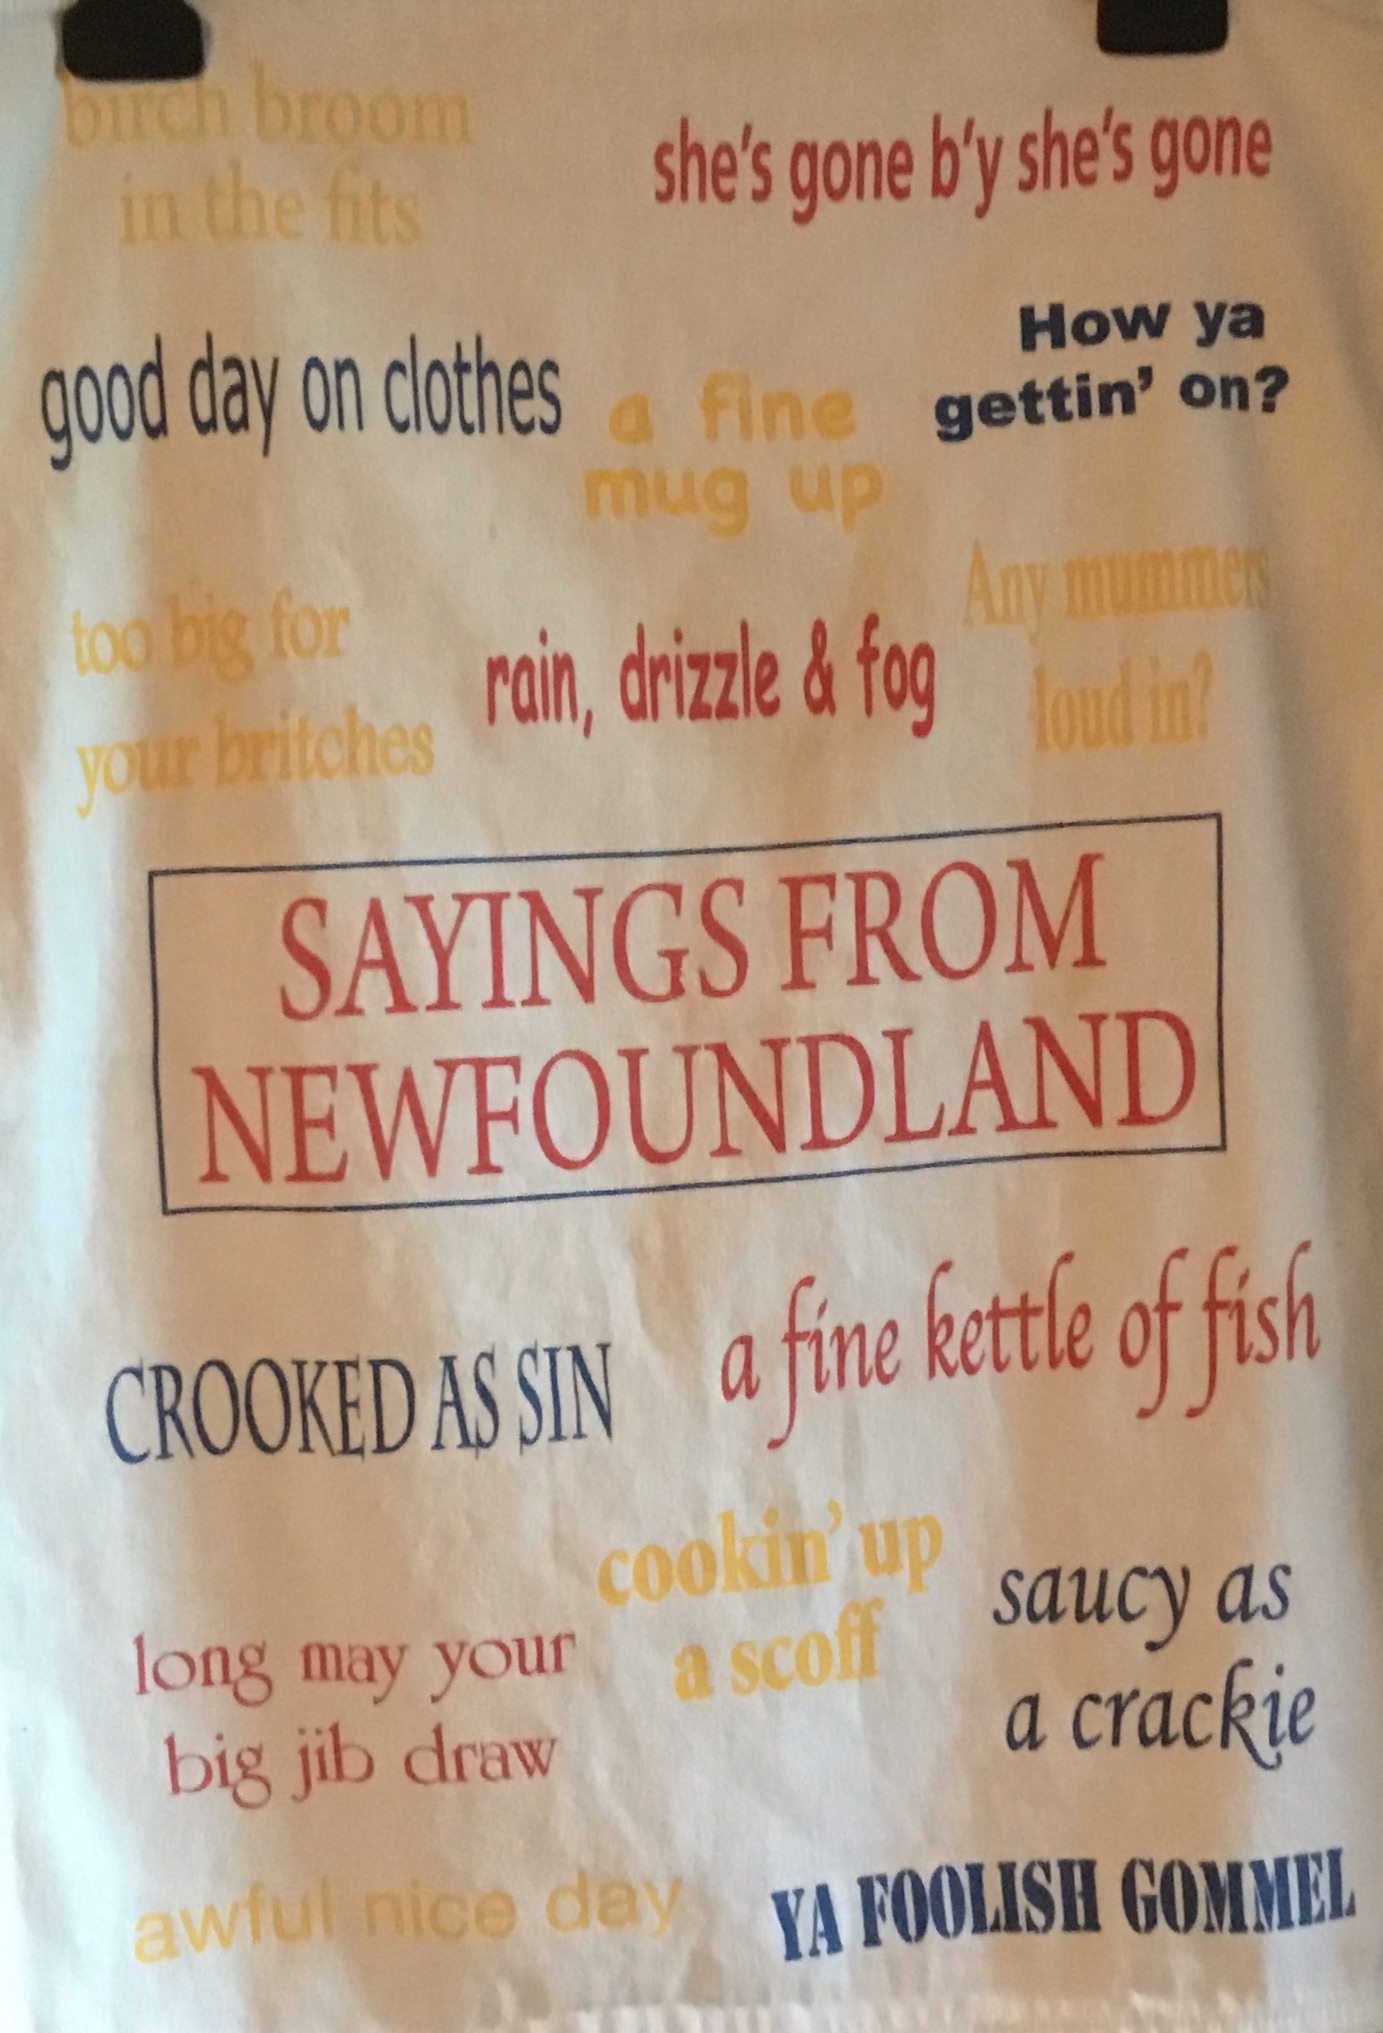 birch broom
in the fits
she's gone b'y she's gone
good day on clothes
a fine
mug up
How ya
gettin' on?
too big for
your britches
rain, drizzle & fog
Any mummers
loud in?
SAYINGS FROM
NEWFOUNDLAND
CROOKED AS SIN
a fine kettle of fish
long may your
big jib draw
cookin' up
a scoff
saucy as
a crackie
awful nice day
YA FOOLISH GOMMEL